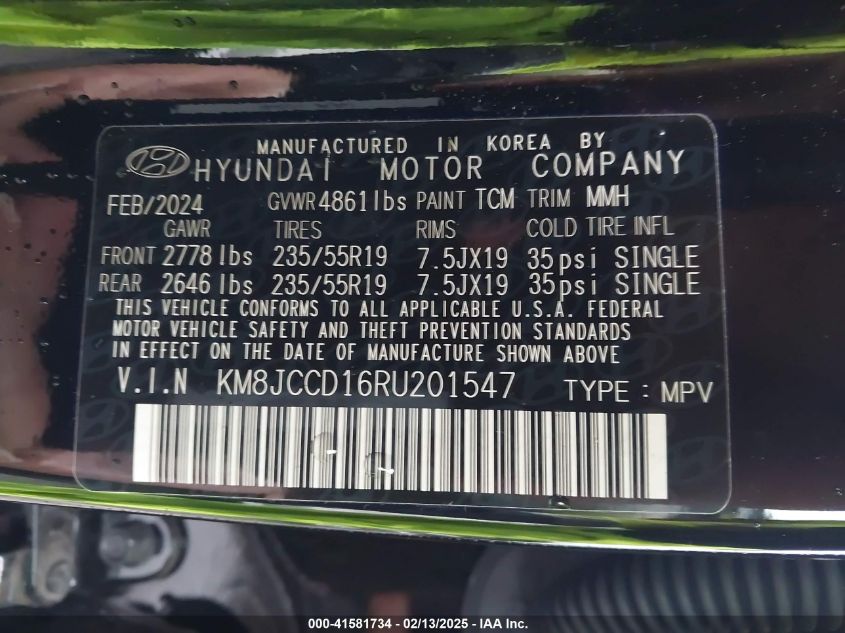 MANUFACTURED IN KOREA BY
HYUNDAI MOTOR COMPANY
FEB/2024 GVWR 4861lbs PAINT TCM TRIM MMH
GAWR TIRES RIMS COLD TIRE INFL
FRONT 2778 lbs 235/55R19 7.5JX19 35psi SINGLE
REAR 2646 lbs 235/55R19 7.5JX19 35psi SINGLE
THIS VEHICLE CONFORMS TO ALL APPLICABLE U.S.A. FEDERAL
MOTOR VEHICLE SAFETY AND THEFT PREVENTION STANDARDS
IN EFFECT ON THE DATE OF MANUFACTURE SHOWN ABOVE
V.I.N KM8JCCD16RU201547 TYPE : MPV
000-41581734 - 02/13/2025 - IAA Inc.